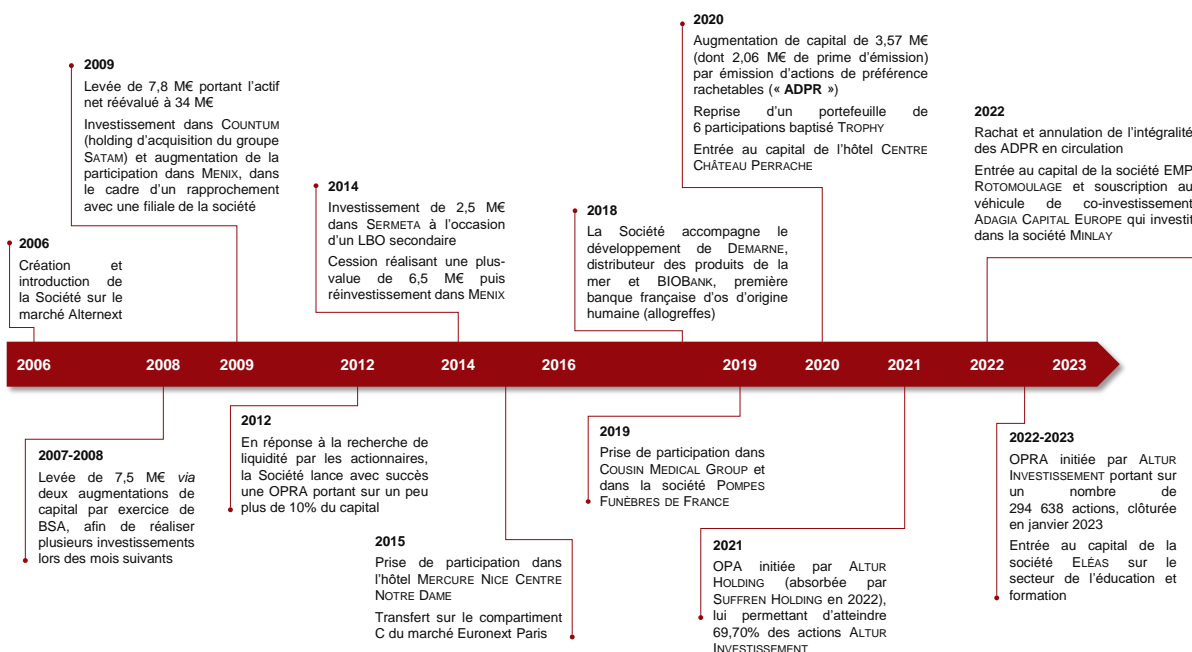 2006
Création et
introduction de
la Société sur le
marché Alternext
2009
Levée de 7,8 M€ portant l'actif
net réévalué à 34 M€
Investissement dans COUNTUM
(holding d'acquisition du groupe
SATAM) et augmentation de la
participation dans MENIX, dans
le cadre d'un rapprochement
avec une filiale de la société
2014
Investissement de 2,5 M€
dans SERMETA à l'occasion
d'un LBO secondaire
Cession réalisant une plus-
value de 6,5 M€ puis
réinvestissement dans MENIX
2018
La Société accompagne le
développement de DEMARNE,
distributeur des produits de la
mer et BIOBANK, première
banque française d'os d'origine
humaine (allogreffes)
2020
Augmentation de capital de 3,57 M€
(dont 2,06 M€ de prime d'émission)
par émission d'actions de préférence
rachetables (« ADPR »)
Reprise d'un portefeuille de
6 participations baptisé TROPHY
Entrée au capital de l'hôtel CENTRE
CHÂTEAU PERRACHE
2022
Rachat et annulation de l'intégralité
des ADPR en circulation
Entrée au capital de la société EMP
ROTOMOULAGE et souscription au
véhicule de co-investissement
ADAGIA CAPITAL EUROPE qui investit
dans la société MINLAY
2006 2008 2009 2012 2014 2016 2019 2020 2021 2022 2023
2007-2008
Levée de 7,5 M€ via
deux augmentations de
capital par exercice de
BSA, afin de réaliser
plusieurs investissements
lors des mois suivants
2012
En réponse à la recherche de
liquidité par les actionnaires,
la Société lance avec succès
une OPRA portant sur un peu
plus de 10% du capital
2015
Prise de participation dans
l'hôtel MERCURE NICE CENTRE
NOTRE DAME
Transfert sur le compartiment
C du marché Euronext Paris
2019
Prise de participation dans
COUSIN MEDICAL GROUP et
dans la société POMPES
FUNÈBRES DE FRANCE
2021
OPA initiée par ALTUR
HOLDING (absorbée par
SUFFREN HOLDING en 2022),
lui permettant d'atteindre
69,70% des actions ALTUR
INVESTISSEMENT
2022-2023
OPRA initiée par ALTUR
INVESTISSEMENT portant sur
un nombre de
294 638 actions, clôturée
en janvier 2023
Entrée au capital de la
société ELÉAS sur le
secteur de l'éducation et
formation